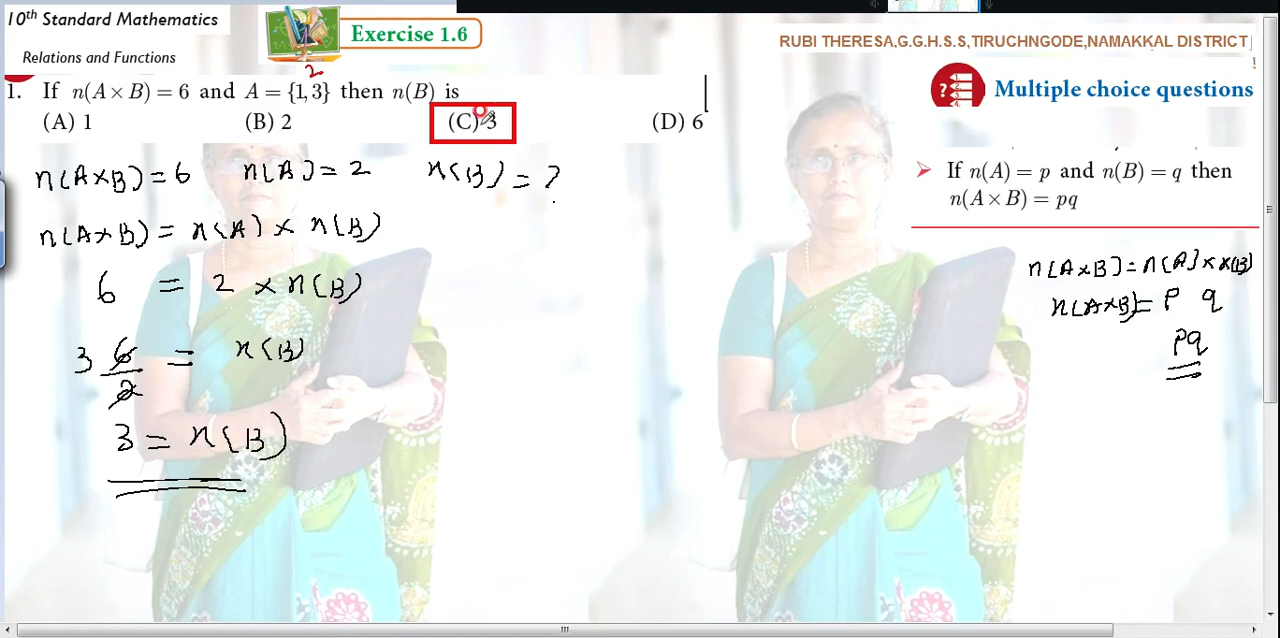 10th Standard Mathematics
Relations and Functions
Exercise 1.6
RUBI THERESA,G.G.H.S.S,TIRUCHNGODE,NAMAKKAL DISTRICT
!
Multiple choice questions
2
1. If n(A × B) = 6 and A = {1, 3} then n(B) is
(A) 1 (B) 2 (C) 3 (D) 6
n(A×B) = 6 n(A) = 2 n(B) = ?
n(A×B) = n(A) × n(B)
6 = 2 × n(B)
3 6/2 = n(B)
3 = n(B)
➢ If n(A) = p and n(B) = q then
n(A × B) = pq
n(A×B) = n(A) × n(B)
n(A×B) = p q
pq